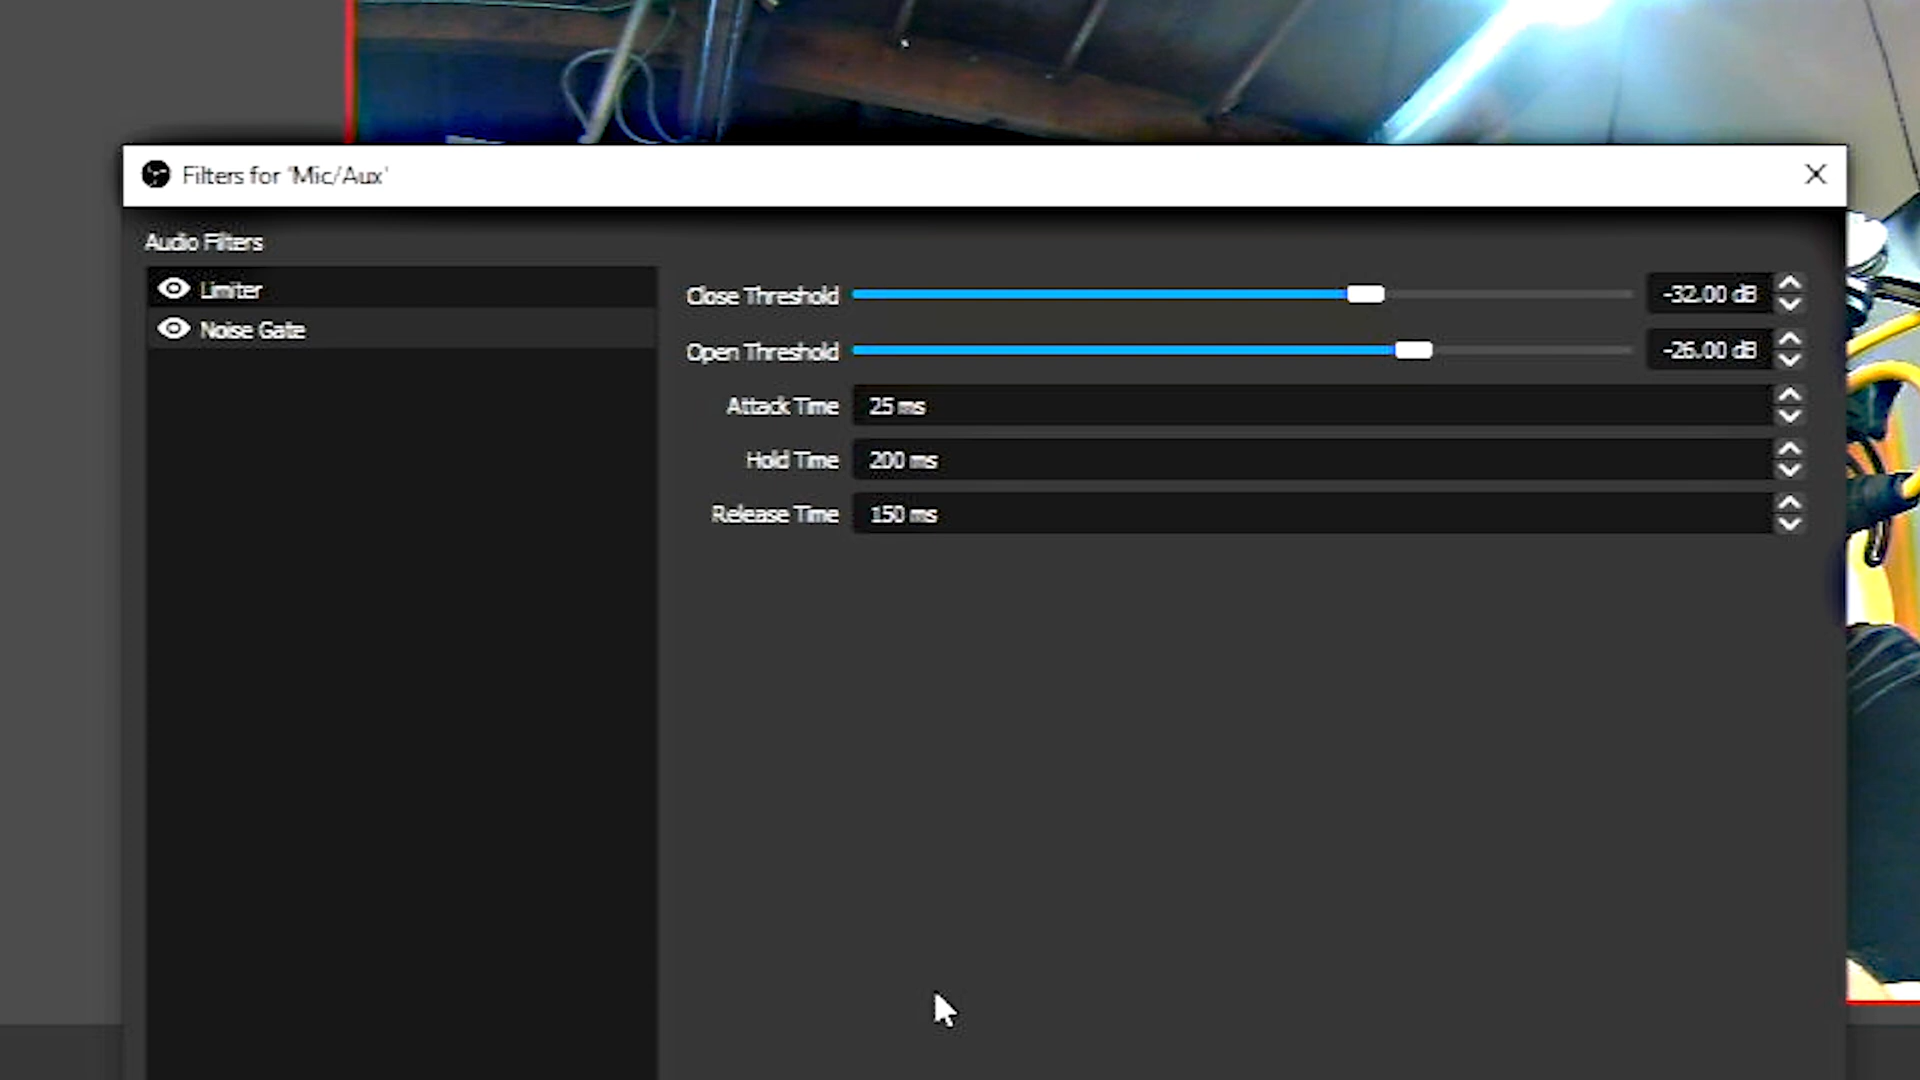 Filters for 'Mic/Aux'
Audio Filters
Limiter
Noise Gate
Close Threshold -32.00 dB
Open Threshold -26.00 dB
Attack Time 25 ms
Hold Time 200 ms
Release Time 150 ms